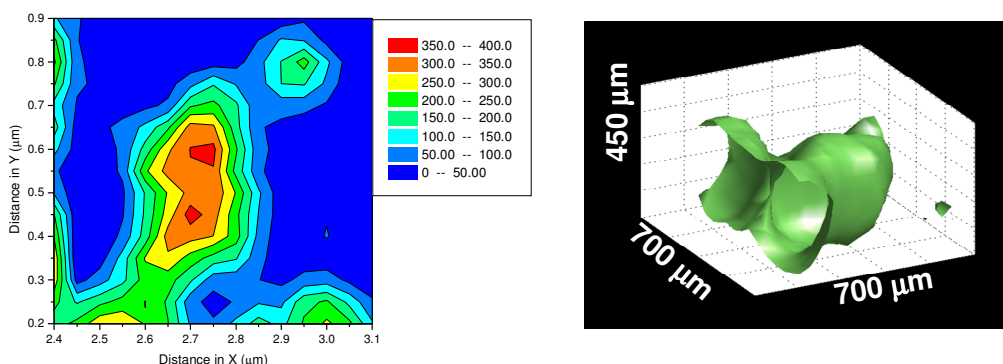 0.9
0.8
0.7
0.6
0.5
0.4
0.3
0.2
Distance in Y (µm)
2.4 2.5 2.6 2.7 2.8 2.9 3.0 3.1
Distance in X (µm)
350.0 -- 400.0
300.0 -- 350.0
250.0 -- 300.0
200.0 -- 250.0
150.0 -- 200.0
100.0 -- 150.0
50.00 -- 100.0
0 -- 50.00
450 µm
700 µm
700 µm